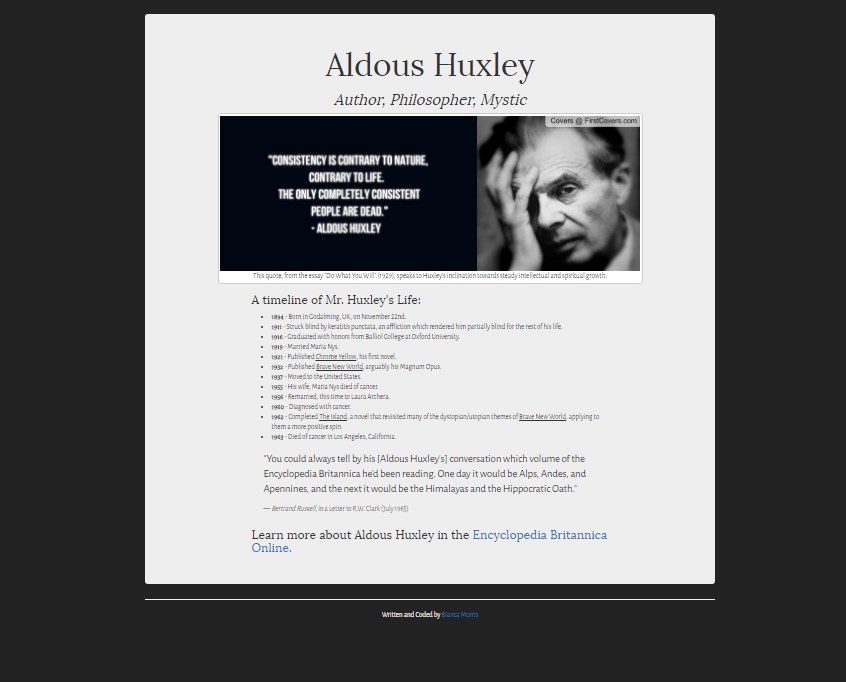 Aldous Huxley
Author, Philosopher, Mystic
Covers @ FirstCovers.com
"CONSISTENCY IS CONTRARY TO NATURE,
CONTRARY TO LIFE.
THE ONLY COMPLETELY CONSISTENT
PEOPLE ARE DEAD."
- ALDOUS HUXLEY
This quote, from the essay "Do What You Will" (1929), speaks to Huxley's inclination towards steady intellectual and spiritual growth.
A timeline of Mr. Huxley's Life:
1894 - Born in Godalming, UK, on November 22nd.
1911 - Struck blind by keratitis punctata, an affliction which rendered him partially blind for the rest of his life.
1916 - Graduated with honors from Balliol College at Oxford University.
1919 - Married Maria Nys.
1921 - Published Chrome Yellow, his first novel.
1932 - Published Brave New World, arguably his Magnum Opus.
1937 - Moved to the United States.
1955 - His wife, Maria Nys died of cancer.
1956 - Remarried, this time to Laura Archera.
1960 - Diagnosed with cancer.
1962 - Completed The Island, a novel that revisited many of the dystopian/utopian themes of Brave New World, applying to
them a more positive spin.
1963 - Died of cancer in Los Angeles, California.
"You could always tell by his [Aldous Huxley's] conversation which volume of the
Encyclopedia Britannica he'd been reading. One day it would be Alps, Andes, and
Apennines, and the next it would be the Himalayas and the Hippocratic Oath."
— Bertrand Russell, in a Letter to R.W. Clark (July 1965)
Learn more about Aldous Huxley in the Encyclopedia Britannica
Online.
Written and Coded by Bianca Morris